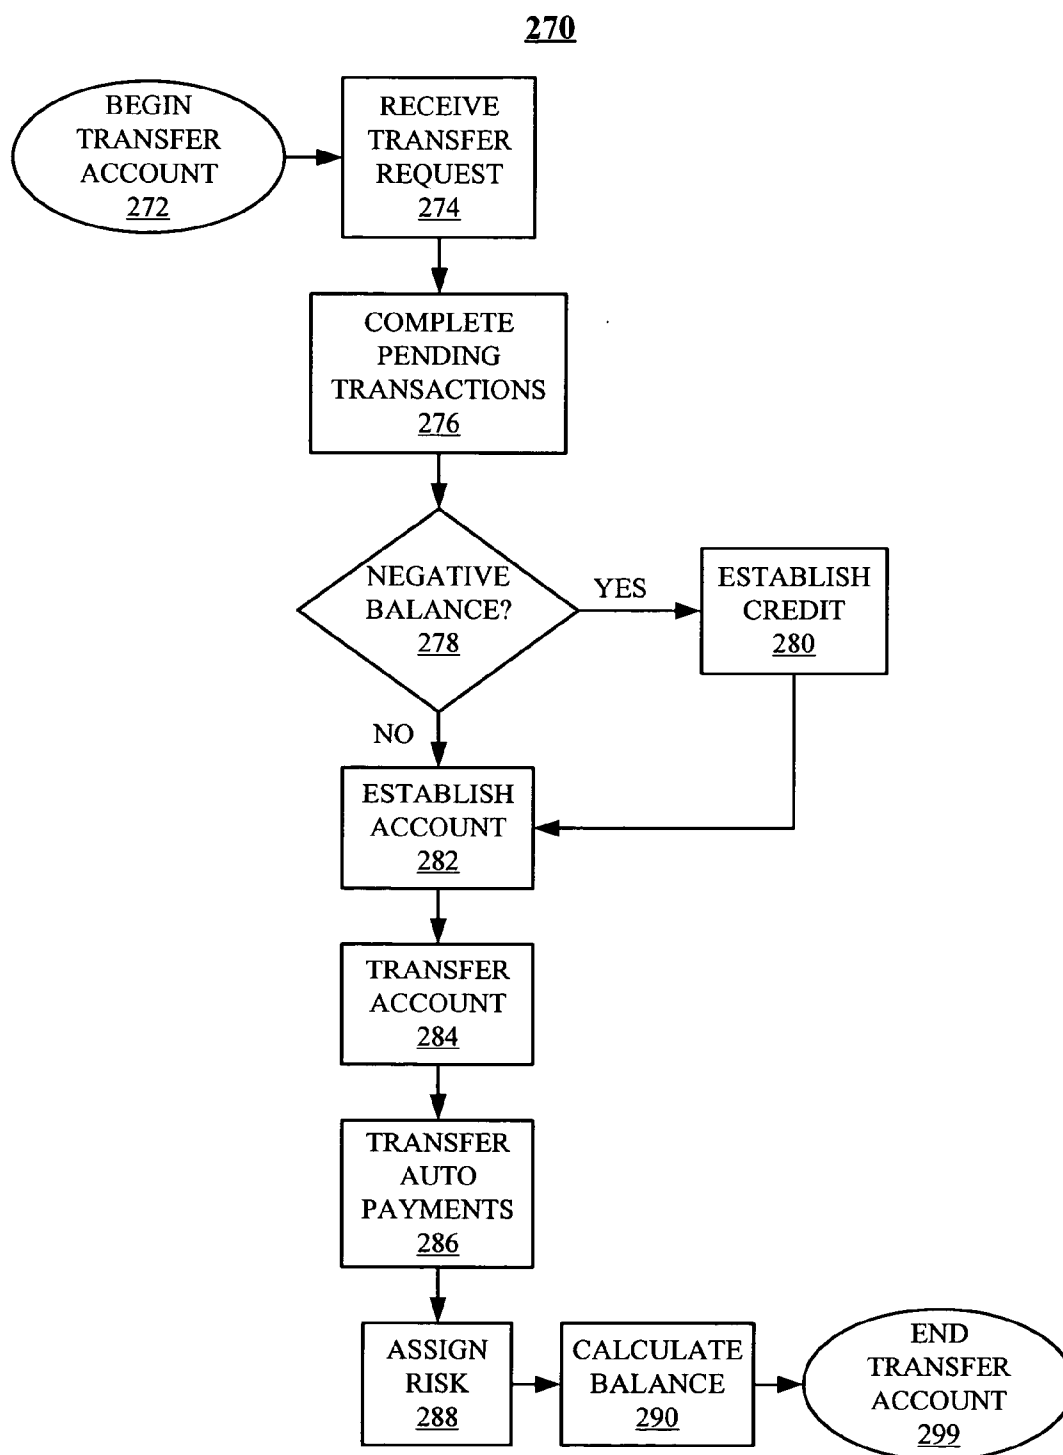 270
BEGIN
TRANSFER
ACCOUNT
272
RECEIVE
TRANSFER
REQUEST
274
COMPLETE
PENDING
TRANSACTIONS
276
NEGATIVE
BALANCE?
278
YES
ESTABLISH
CREDIT
280
NO
ESTABLISH
ACCOUNT
282
TRANSFER
ACCOUNT
284
TRANSFER
AUTO
PAYMENTS
286
ASSIGN
RISK
288
CALCULATE
BALANCE
290
END
TRANSFER
ACCOUNT
299